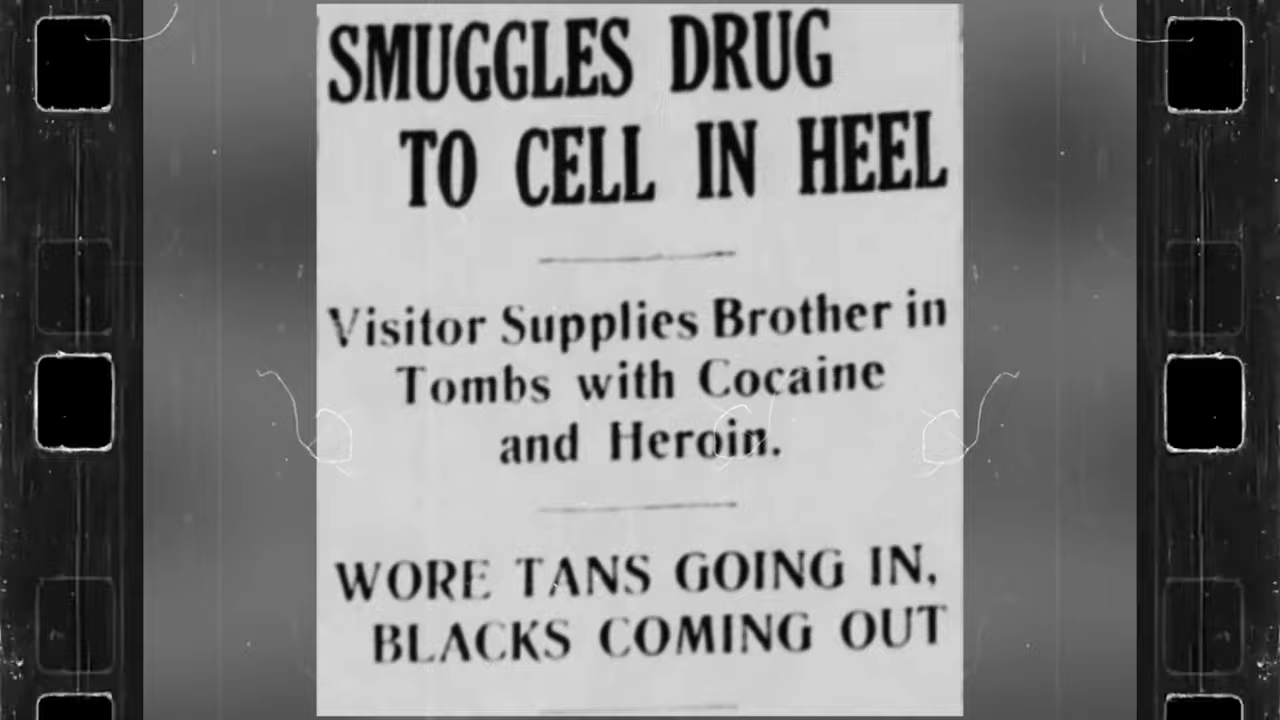 SMUGGLES DRUG
TO CELL IN HEEL
Visitor Supplies Brother in
Tombs with Cocaine
and Heroin.
WORE TANS GOING IN,
BLACKS COMING OUT